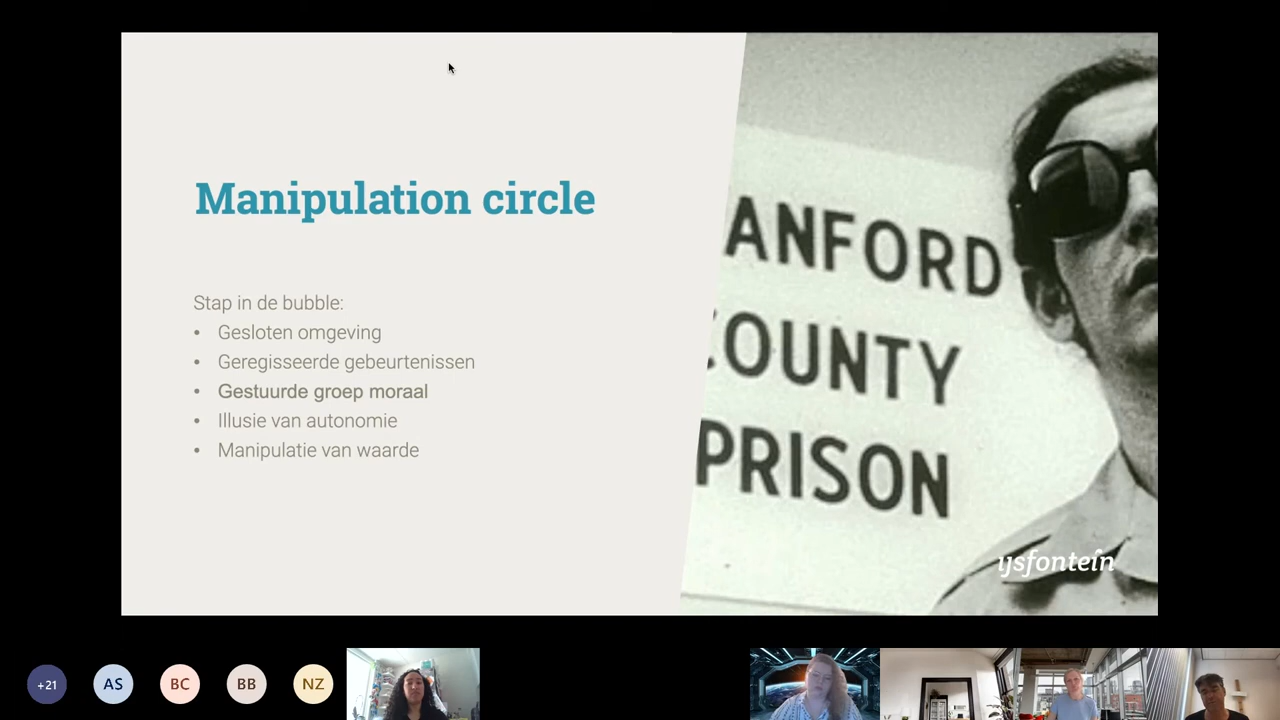 Manipulation circle
Stap in de bubble:
• Gesloten omgeving
• Geregisseerde gebeurtenissen
• Gestuurde groep moraal
• Illusie van autonomie
• Manipulatie van waarde
ANFORD
COUNTY
PRISON
ijsfontein
+21
AS
BC
BB
NZ